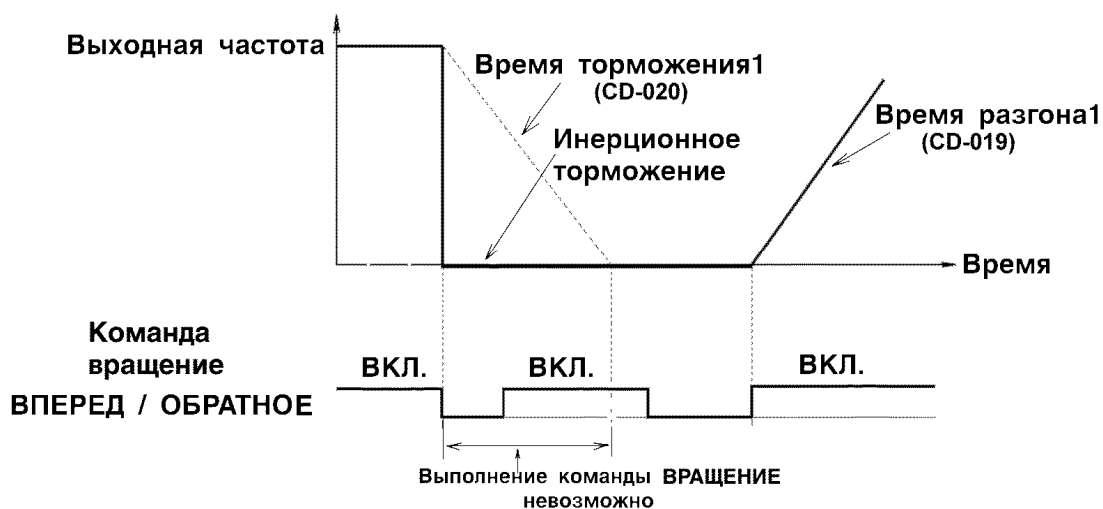 Выходная частота
Время торможения1
(CD-020)
Инерционное
торможение
Время разгона1
(CD-019)
Время
Команда
вращение
ВПЕРЕД / ОБРАТНОЕ
ВКЛ.
ВКЛ.
ВКЛ.
Выполнение команды ВРАЩЕНИЕ
невозможно